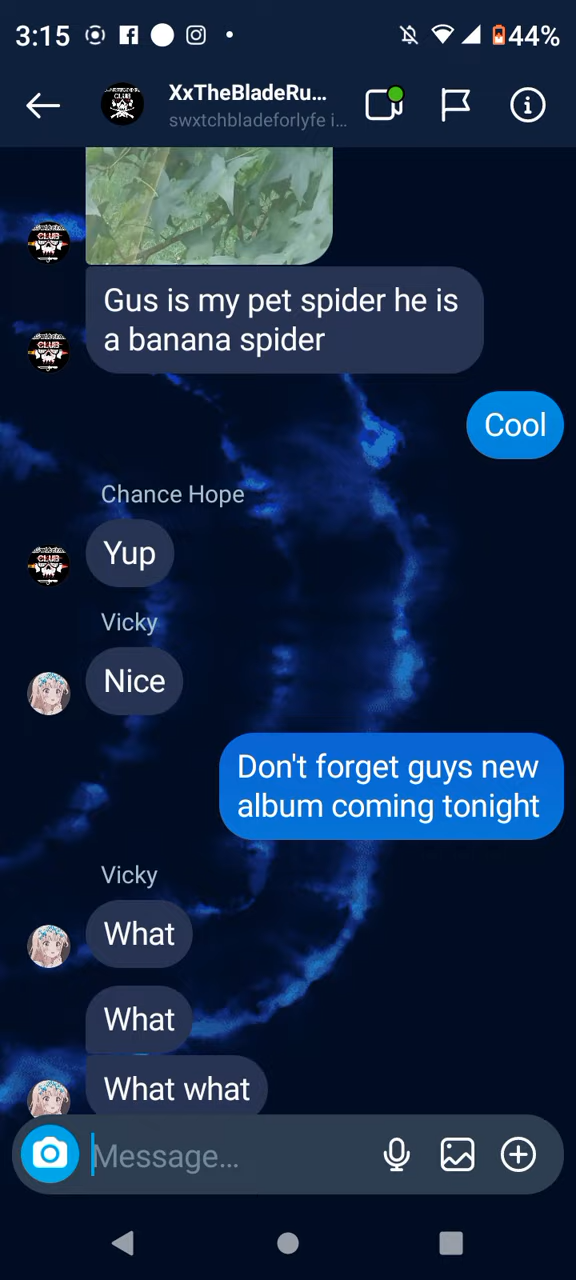 3:15
44%
XxTheBladeRu...
swxtchbladeforlyfe i...
Gus is my pet spider he is
a banana spider
Cool
Chance Hope
Yup
Vicky
Nice
Don't forget guys new
album coming tonight
Vicky
What
What
What what
Message...